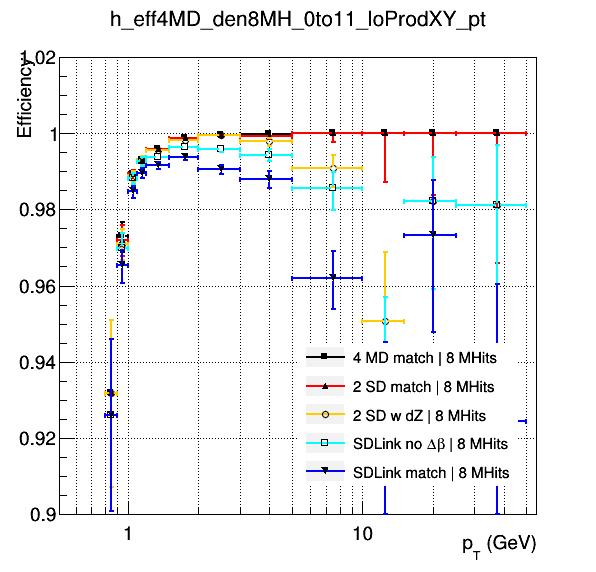 h_eff4MD_den8MH_0to11_loProdXY_pt
Efficiency
1.02
1
0.98
0.96
0.94
0.92
0.9
4 MD match | 8 MHits
2 SD match | 8 MHits
2 SD w dZ | 8 MHits
SDLink no Δβ | 8 MHits
SDLink match | 8 MHits
1
10
p_T (GeV)